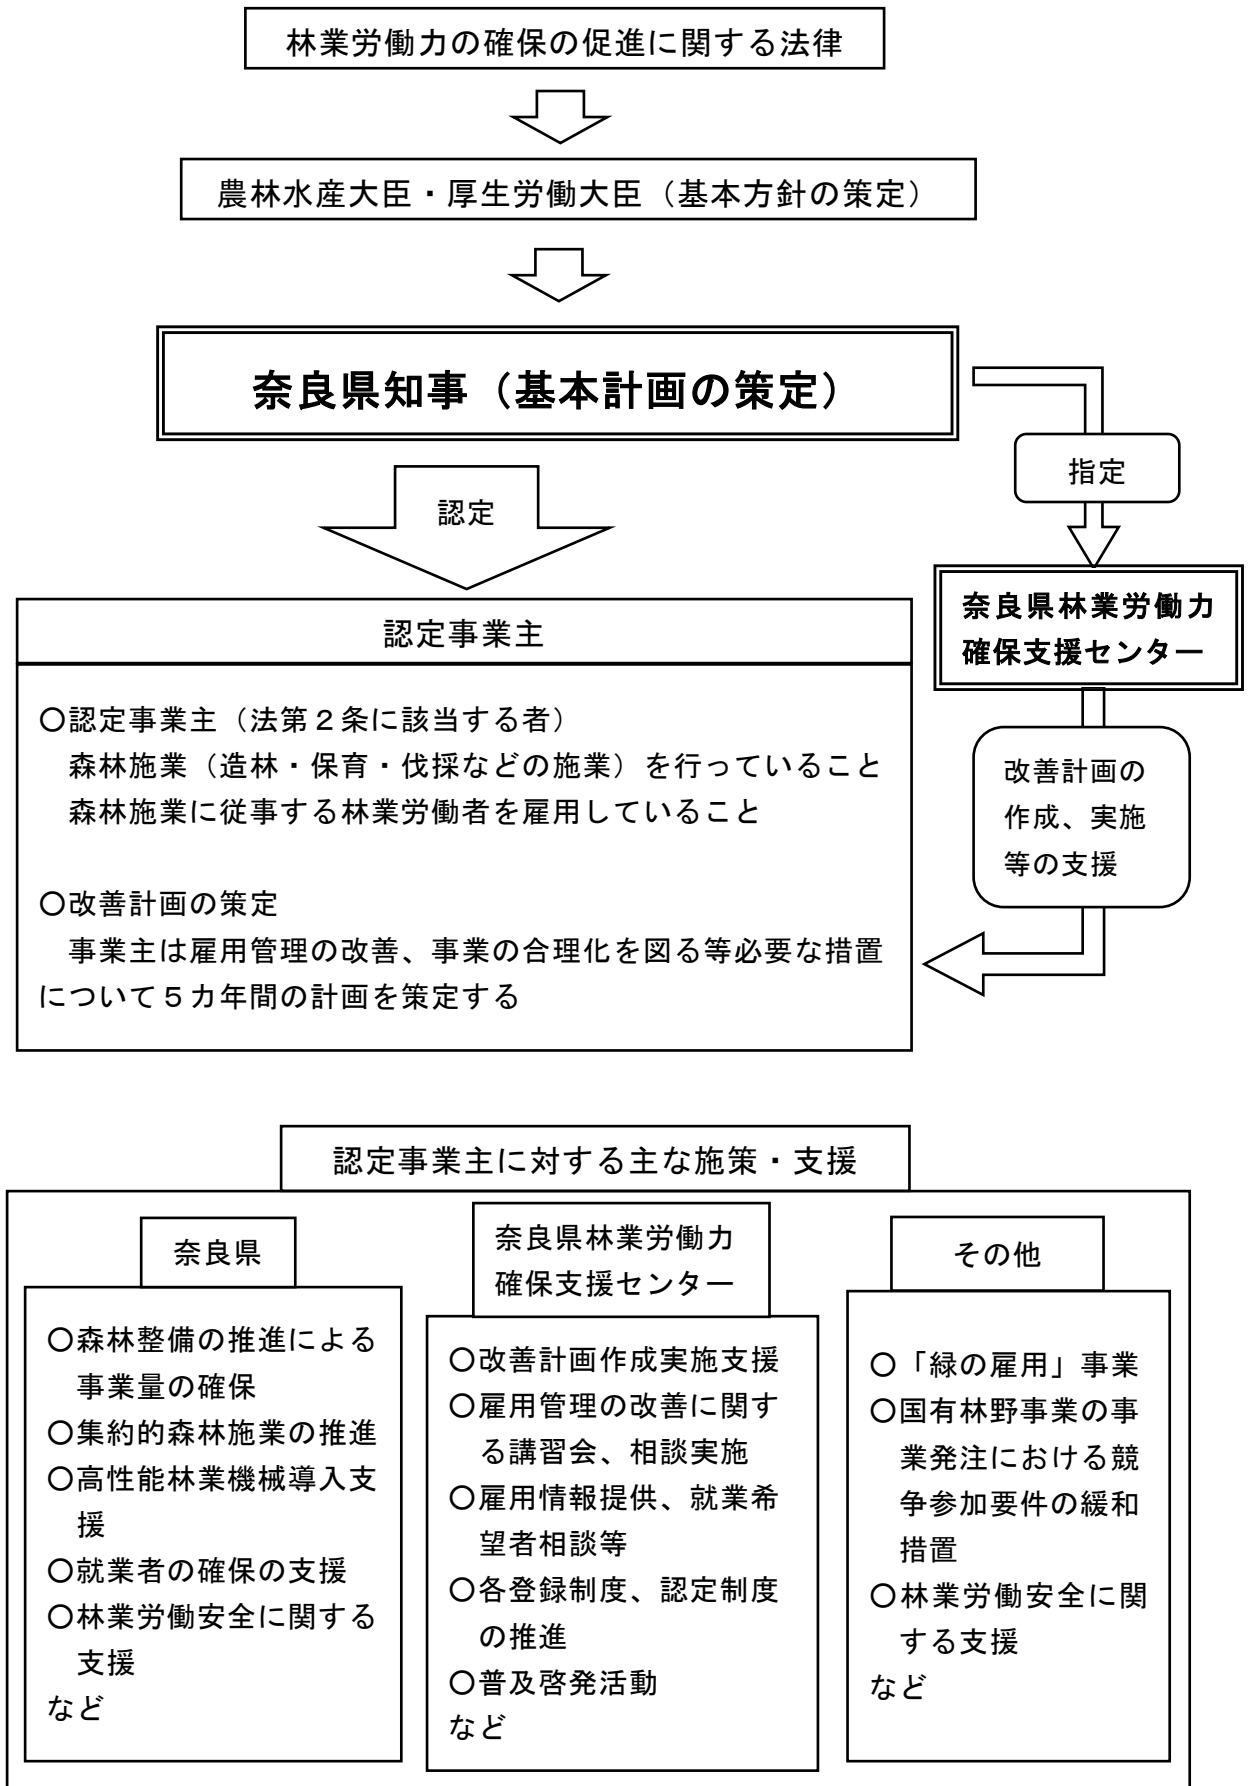 林業労働力の確保の促進に関する法律
農林水産大臣・厚生労働大臣（基本方針の策定）
奈良県知事（基本計画の策定）
指定
認定
奈良県林業労働力
確保支援センター
認定事業主
〇認定事業主（法第２条に該当する者）
森林施業（造林・保育・伐採などの施業）を行っていること
森林施業に従事する林業労働者を雇用していること
〇改善計画の策定
事業主は雇用管理の改善、事業の合理化を図る等必要な措置
について５カ年間の計画を策定する
改善計画の
作成、実施
等の支援
認定事業主に対する主な施策・支援
奈良県
〇森林整備の推進による
事業量の確保
〇集約的森林施業の推進
〇高性能林業機械導入支
援
〇就業者の確保の支援
〇林業労働安全に関する
支援
など
奈良県林業労働力
確保支援センター
〇改善計画作成実施支援
〇雇用管理の改善に関す
る講習会、相談実施
〇雇用情報提供、就業希
望者相談等
〇各登録制度、認定制度
の推進
〇普及啓発活動
など
その他
〇「緑の雇用」事業
〇国有林野事業の事
業発注における競
争参加要件の緩和
措置
〇林業労働安全に関
する支援
など